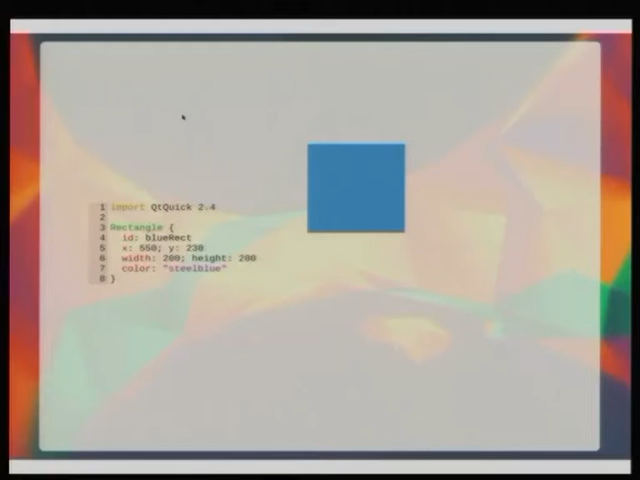 1 import QtQuick 2.4
2
3 Rectangle {
4 id: blueRect
5 x: 550; y: 230
6 width: 200; height: 200
7 color: "steelblue"
8 }